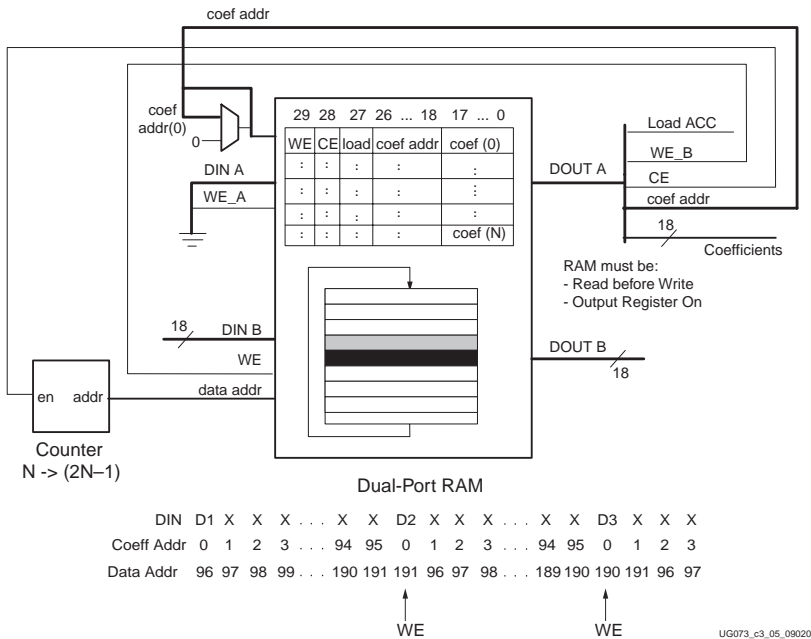 coef addr
coef
addr(0)
0
29 28 27 26 ... 18 17 ... 0
WE CE load coef addr coef (0)
: : : : :
: : : : :
: : : : :
: : : : coef (N)
DIN A
WE_A
DOUT A
Load ACC
WE_B
CE
coef addr
18
Coefficients
RAM must be:
- Read before Write
- Output Register On
18
DIN B
WE
data addr
DOUT B
18
en addr
Counter
N -> (2N–1)
Dual-Port RAM
DIN D1 X X X . . . X X D2 X X X . . . X X D3 X X X
Coeff Addr 0 1 2 3 . . . 94 95 0 1 2 3 . . . 94 95 0 1 2 3
Data Addr 96 97 98 99 . . . 190 191 191 96 97 98 . . . 189 190 190 191 96 97
WE WE
UG073_c3_05_09020